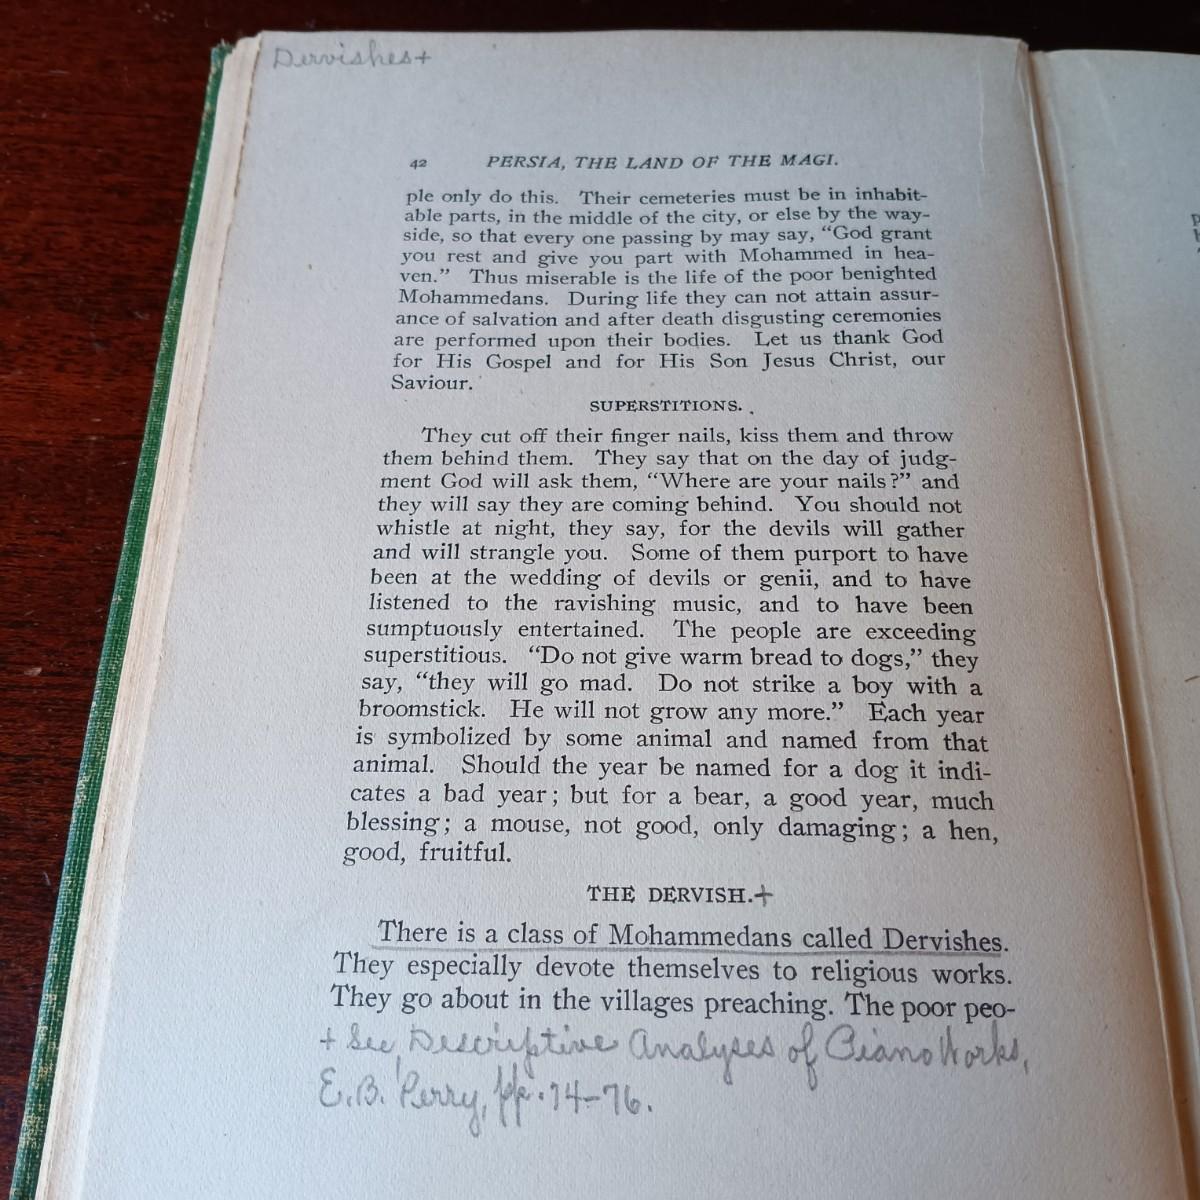 Dervishes+
42 PERSIA, THE LAND OF THE MAGI.
ple only do this. Their cemeteries must be in inhabit-
able parts, in the middle of the city, or else by the way-
side, so that every one passing by may say, “God grant
you rest and give you part with Mohammed in hea-
ven.” Thus miserable is the life of the poor benighted
Mohammedans. During life they can not attain assur-
ance of salvation and after death disgusting ceremonies
are performed upon their bodies. Let us thank God
for His Gospel and for His Son Jesus Christ, our
Saviour.
SUPERSTITIONS.
They cut off their finger nails, kiss them and throw
them behind them. They say that on the day of judg-
ment God will ask them, “Where are your nails?” and
they will say they are coming behind. You should not
whistle at night, they say, for the devils will gather
and will strangle you. Some of them purport to have
been at the wedding of devils or genii, and to have
listened to the ravishing music, and to have been
sumptuously entertained. The people are exceeding
superstitious. “Do not give warm bread to dogs,” they
say, “they will go mad. Do not strike a boy with a
broomstick. He will not grow any more.” Each year
is symbolized by some animal and named from that
animal. Should the year be named for a dog it indi-
cates a bad year; but for a bear, a good year, much
blessing; a mouse, not good, only damaging; a hen,
good, fruitful.
THE DERVISH.+
There is a class of Mohammedans called Dervishes.
They especially devote themselves to religious works.
They go about in the villages preaching. The poor peo-
+ See Descriptive Analyses of Piano Works,
E.B. Perry, pp. 74-76.